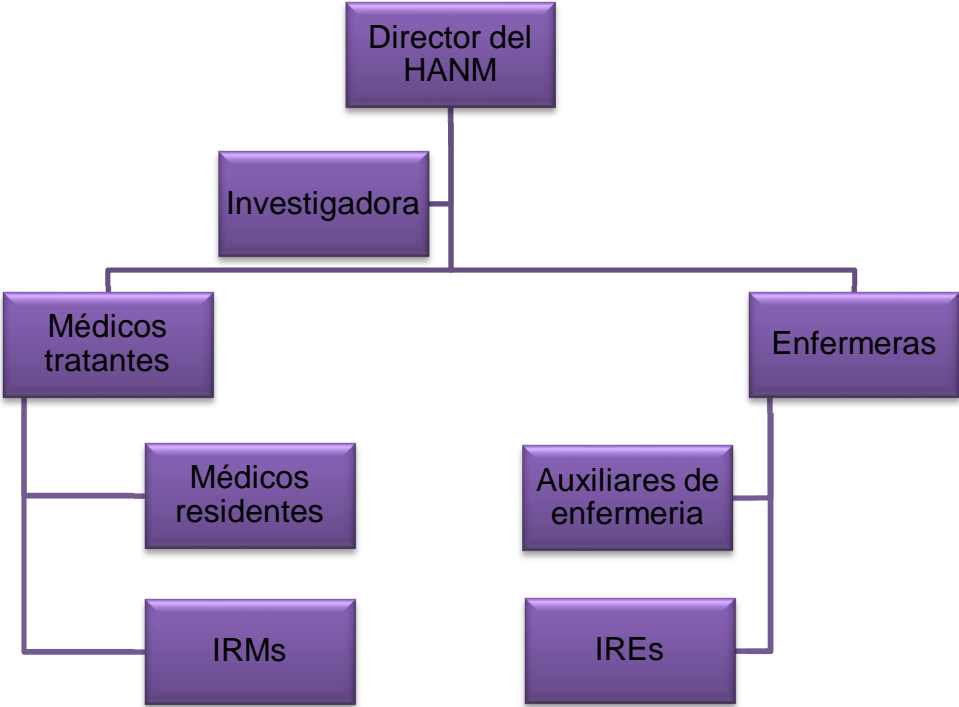 Director del
HANM
Investigadora
Médicos
tratantes
Enfermeras
Médicos
residentes
Auxiliares de
enfermeria
IRMs
IREs